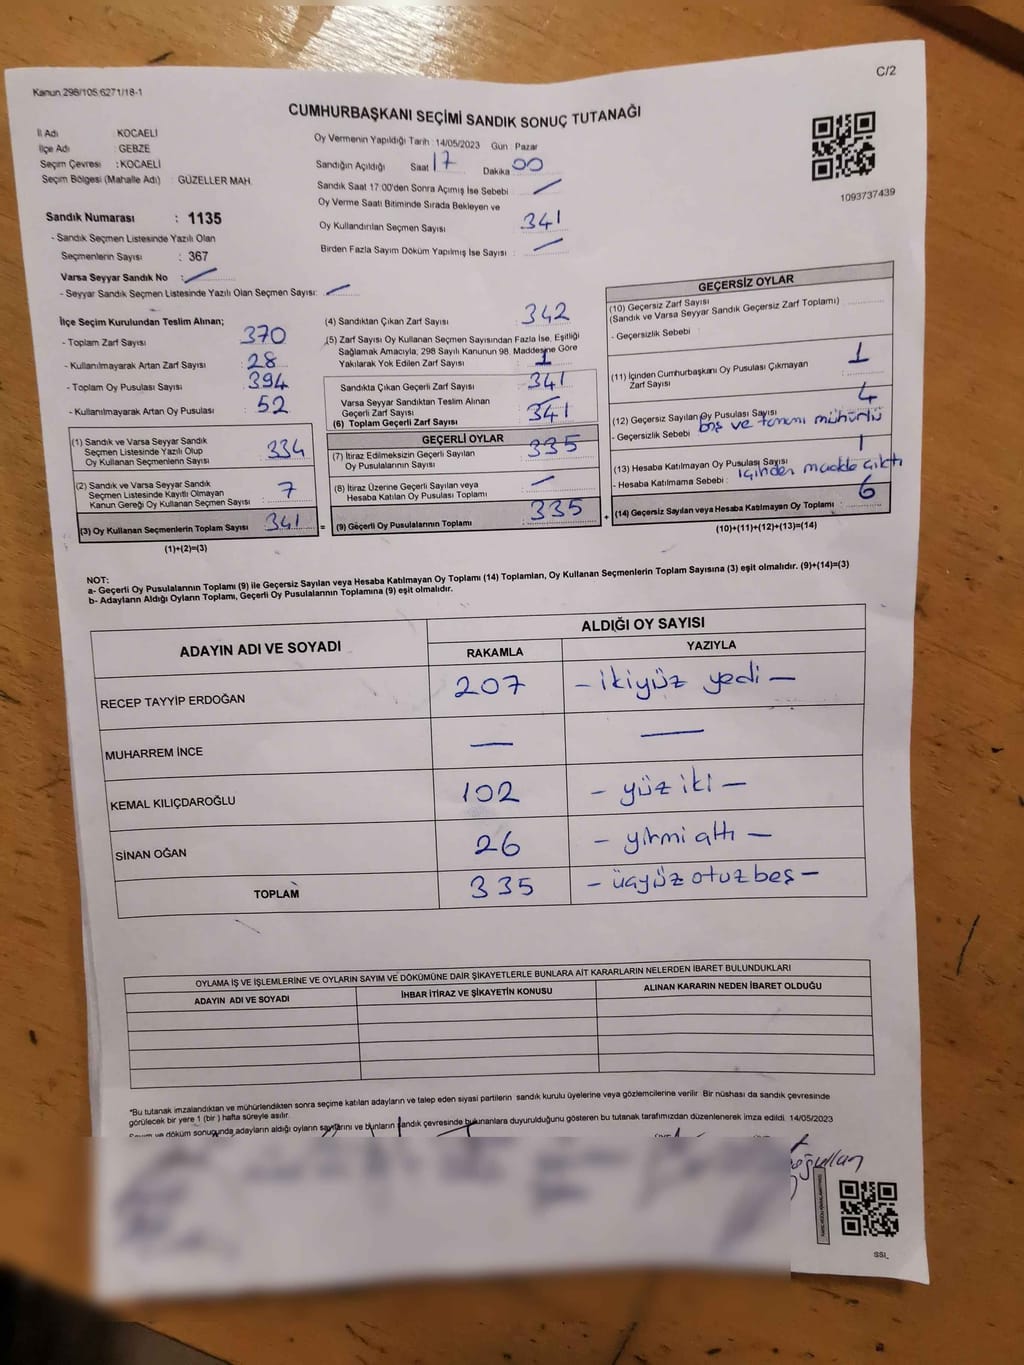 C/2
Kanun 298/105,6271/18-1
CUMHURBAŞKANI SEÇİMİ SANDIK SONUÇ TUTANAĞI
İl Adı : KOCAELİ
İlçe Adı : GEBZE
Seçim Çevresi : KOCAELİ
Seçim Bölgesi (Mahalle Adı) : GÜZELLER MAH.
Sandık Numarası : 1135
- Sandık Seçmen Listesinde Yazılı Olan
Seçmenlerin Sayısı : 367
Varsa Seyyar Sandık No :
- Seyyar Sandık Seçmen Listesinde Yazılı Olan Seçmen Sayısı:
Oy Vermenin Yapıldığı Tarih : 14/05/2023 Gün : Pazar
Sandığın Açıldığı Saat 17 Dakika 00
Sandık Saat 17:00'den Sonra Açımış İse Sebebi :
Oy Verme Saati Bitiminde Sırada Bekleyen ve
Oy Kullandırılan Seçmen Sayısı 341
Birden Fazla Sayım Döküm Yapılmış İse Sayısı :
1093737439
İlçe Seçim Kurulundan Teslim Alınan;
- Toplam Zarf Sayısı 370
- Kullanılmayarak Artan Zarf Sayısı : 28
- Toplam Oy Pusulası Sayısı : 394
- Kullanılmayarak Artan Oy Pusulası : 52
(1) Sandık ve Varsa Seyyar Sandık
Seçmen Listesinde Yazılı Olup
Oy Kullanan Seçmenlerin Sayısı : 334
(2) Sandık ve Varsa Seyyar Sandık
Seçmen Listesinde Kayıtlı Olmayan
Kanun Gereği Oy Kullanan Seçmen Sayısı : 7
(3) Oy Kullanan Seçmenlerin Toplam Sayısı 341 =
(1)+(2)=(3)
(4) Sandıktan Çıkan Zarf Sayısı : 342
(5) Zarf Sayısı Oy Kullanan Seçmen Sayısından Fazla İse, Eşitliği
Sağlamak Amacıyla; 298 Sayılı Kanunun 98. Maddesine Göre
Yakılarak Yok Edilen Zarf Sayısı : 1
Sandıkta Çıkan Geçerli Zarf Sayısı : 341
Varsa Seyyar Sandıktan Teslim Alınan
Geçerli Zarf Sayısı
(6) Toplam Geçerli Zarf Sayısı : 341
GEÇERLİ OYLAR
(7) İtiraz Edilmeksizin Geçerli Sayılan
Oy Pusulalarının Sayısı : 335
(8) İtiraz Üzerine Geçerli Sayılan veya
Hesaba Katılan Oy Pusulası Toplamı :
(9) Geçerli Oy Pusulalarının Toplamı : 335 +
GEÇERSİZ OYLAR
(10) Geçersiz Zarf Sayısı
(Sandık ve Varsa Seyyar Sandık Geçersiz Zarf Toplamı)
- Geçersizlik Sebebi :
(11) İçinden Cumhurbaşkanı Oy Pusulası Çıkmayan
Zarf Sayısı : 1
(12) Geçersiz Sayılan Oy Pusulası Sayısı : 4
- Geçersizlik Sebebi : boş ve tamamı mühürlü
(13) Hesaba Katılmayan Oy Pusulası Sayısı : 1
- Hesaba Katılmama Sebebi : içinden madde çıktı
(14) Geçersiz Sayılan veya Hesaba Katılmayan Oy Toplamı : 6
(10)+(11)+(12)+(13)=(14)
NOT:
a- Geçerli Oy Pusulalarının Toplamı (9) ile Geçersiz Sayılan veya Hesaba Katılmayan Oy Toplamı (14) Toplamları, Oy Kullanan Seçmenlerin Toplam Sayısına (3) eşit olmalıdır. (9)+(14)=(3)
b- Adayların Aldığı Oyların Toplamı, Geçerli Oy Pusulalarının Toplamına (9) eşit olmalıdır.
ADAYIN ADI VE SOYADI ALDIĞI OY SAYISI
RAKAMLA YAZIYLA
RECEP TAYYİP ERDOĞAN 207 - ikiyüz yedi -
MUHARREM İNCE — —
KEMAL KILIÇDAROĞLU 102 - yüz iki -
SİNAN OĞAN 26 - yirmi altı -
TOPLAM 335 - üçyüz otuz beş -
OYLAMA İŞ VE İŞLEMLERİNE VE OYLARIN SAYIM VE DÖKÜMÜNE DAİR ŞİKAYETLERLE BUNLARA AİT KARARLARIN NELERDEN İBARET BULUNDUKLARI
ADAYIN ADI VE SOYADI İHBAR İTİRAZ VE ŞİKAYETİN KONUSU ALINAN KARARIN NEDEN İBARET OLDUĞU
*Bu tutanak imzalandıktan ve mühürlendikten sonra seçime katılan adayların ve talep eden siyasi partilerin sandık kurulu üyelerine veya gözlemcilerine verilir. Bir nüshası da sandık çevresinde
görülecek bir yere 1 (bir) hafta süreyle asılır.
Sayım ve döküm sonucunda adayların aldığı oyların sayılarını ve bunların sandık çevresinde bulunanlara duyurulduğunu gösteren bu tutanak tarafımızdan düzenlenerek imza edildi. 14/05/2023
SSI_